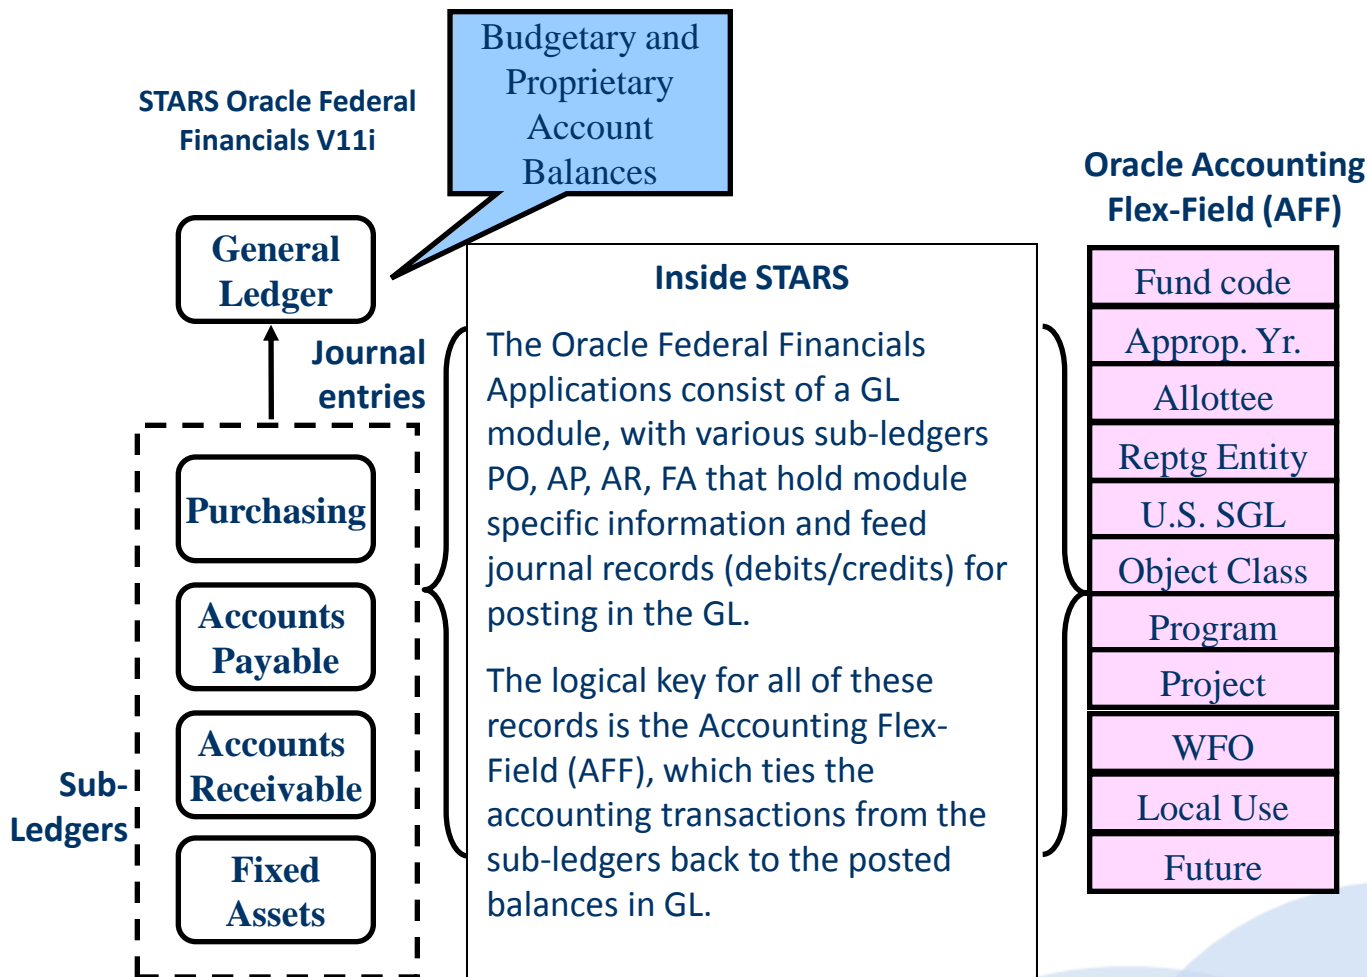 Budgetary and
Proprietary
Account
Balances
STARS Oracle Federal
Financials V11i
General
Ledger
Journal
entries
Purchasing
Accounts
Payable
Accounts
Receivable
Fixed
Assets
Sub-
Ledgers
Inside STARS
The Oracle Federal Financials
Applications consist of a GL
module, with various sub-ledgers
PO, AP, AR, FA that hold module
specific information and feed
journal records (debits/credits) for
posting in the GL.
The logical key for all of these
records is the Accounting Flex-
Field (AFF), which ties the
accounting transactions from the
sub-ledgers back to the posted
balances in GL.
Oracle Accounting
Flex-Field (AFF)
Fund code
Approp. Yr.
Allottee
Reptg Entity
U.S. SGL
Object Class
Program
Project
WFO
Local Use
Future